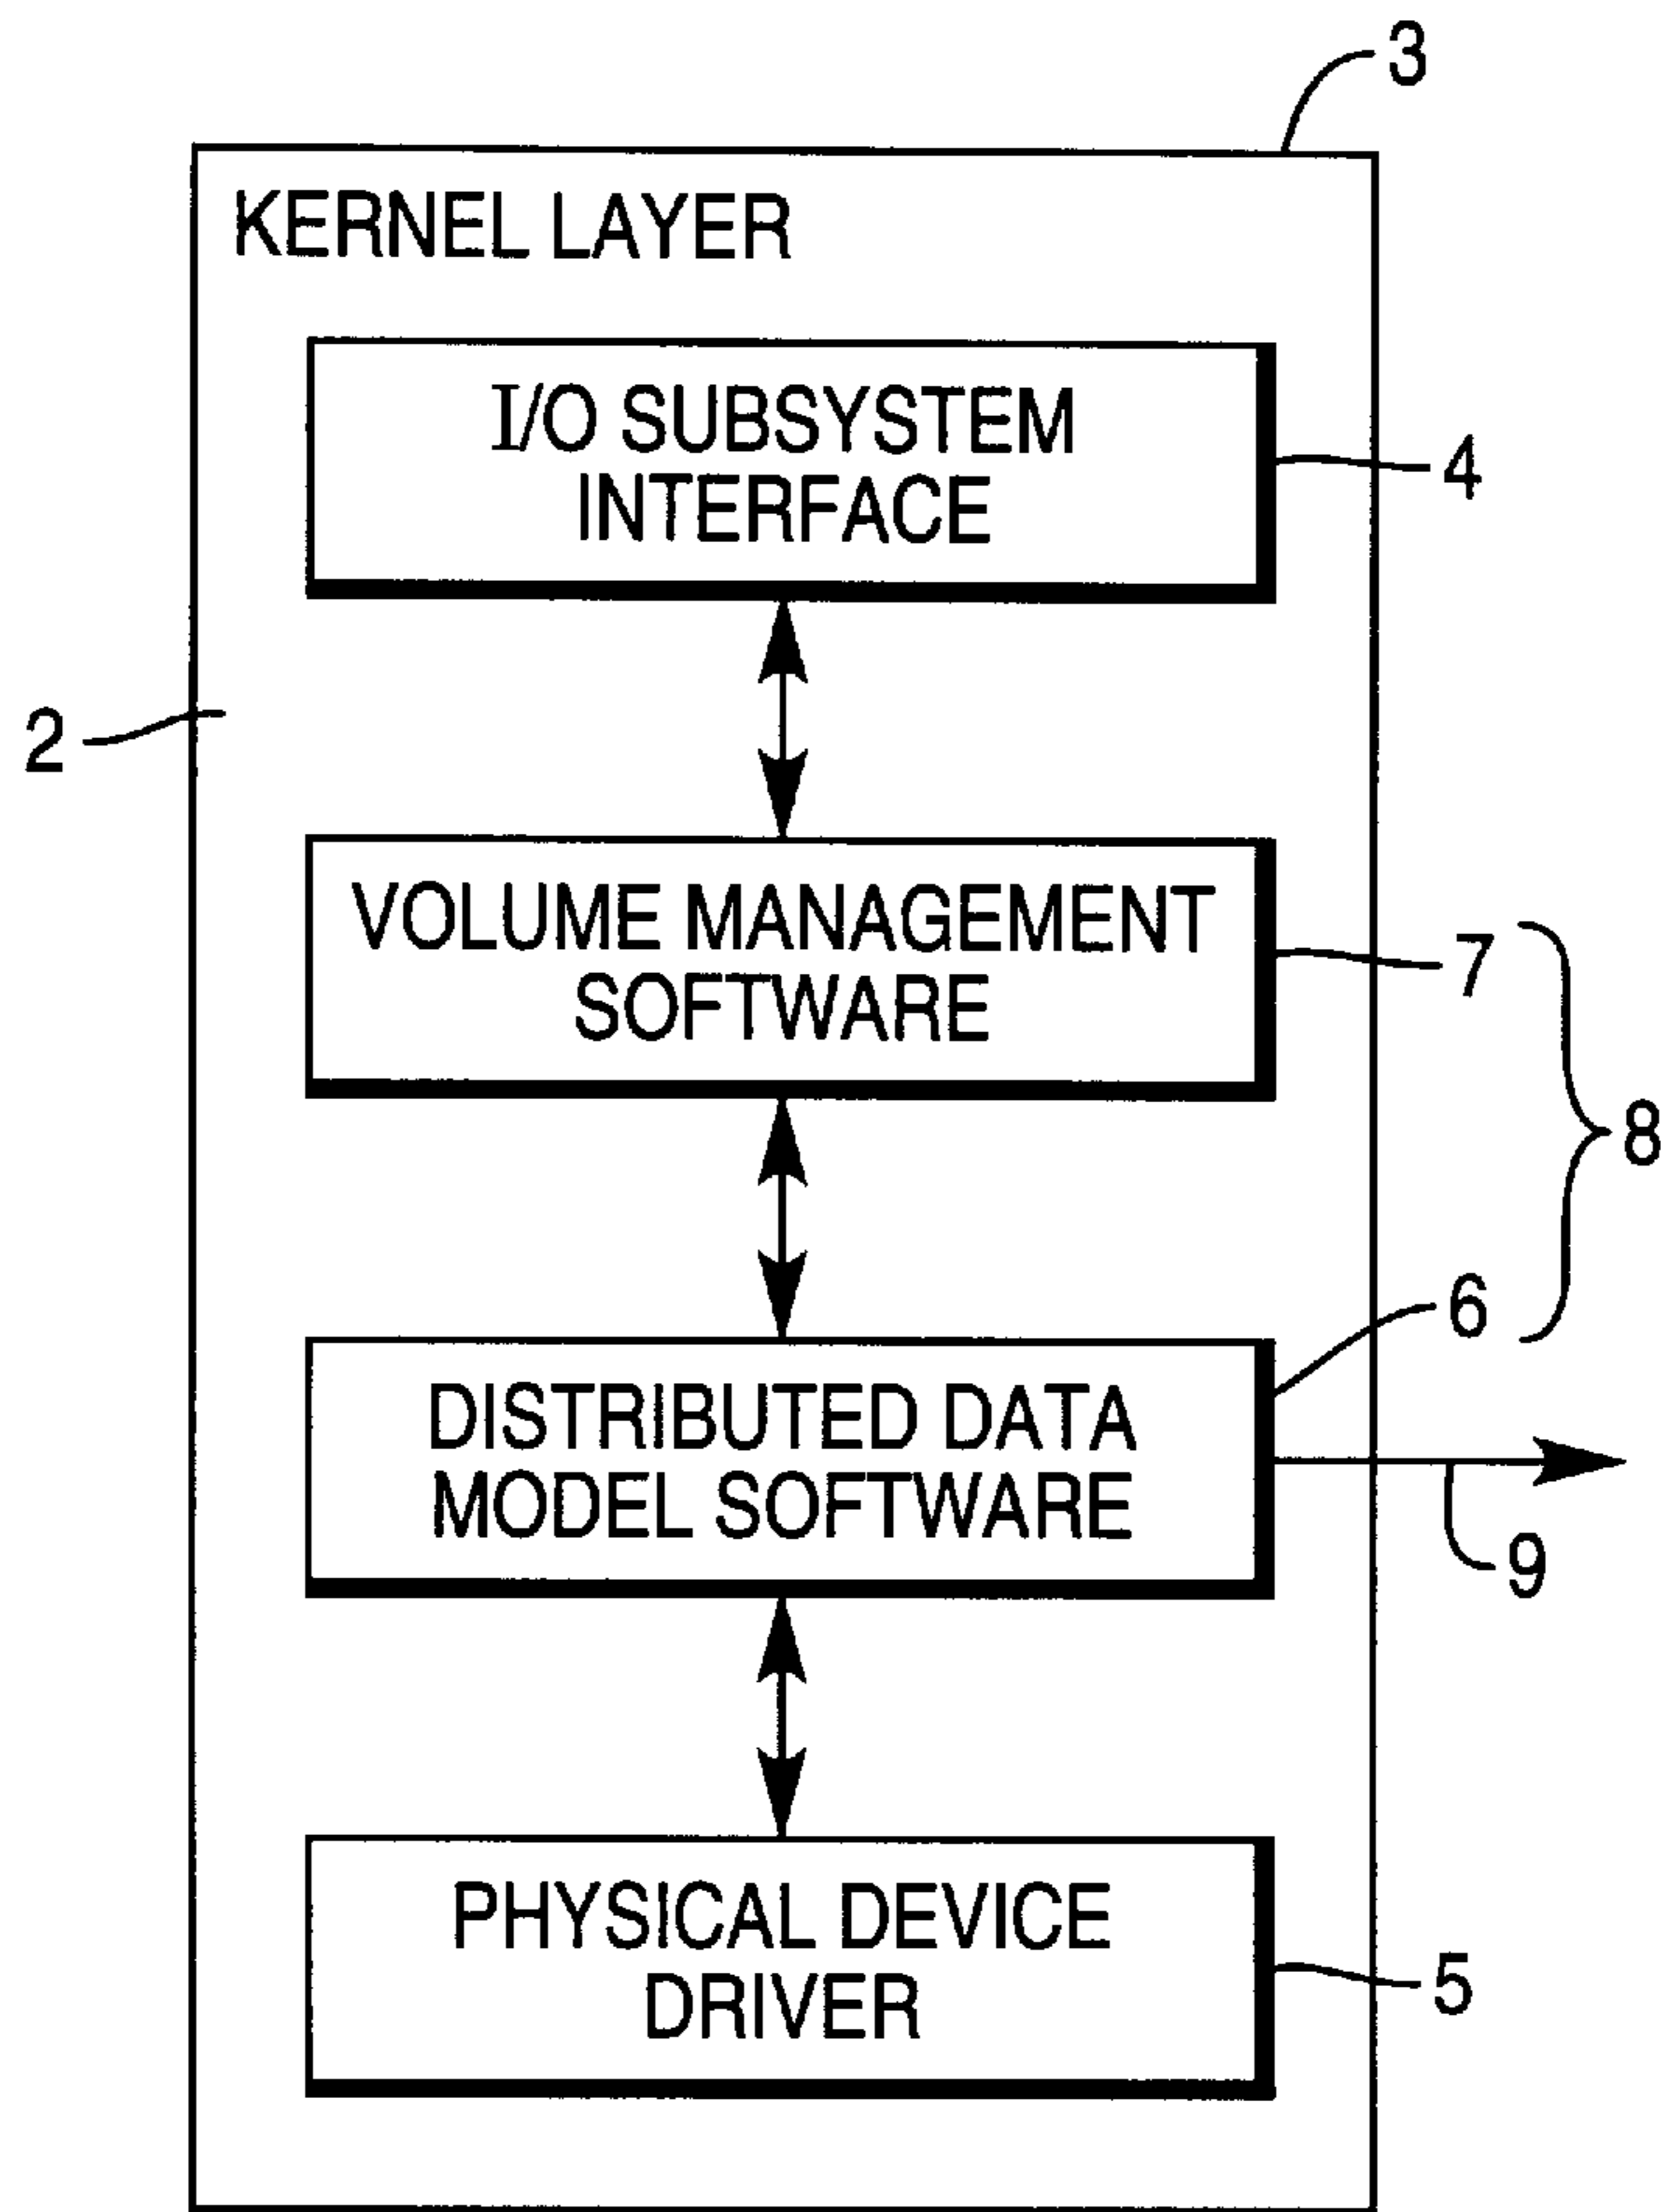 3
KERNEL LAYER
I/O SUBSYSTEM
INTERFACE
4
2
VOLUME MANAGEMENT
SOFTWARE
7
8
6
DISTRIBUTED DATA
MODEL SOFTWARE
9
PHYSICAL DEVICE
DRIVER
5